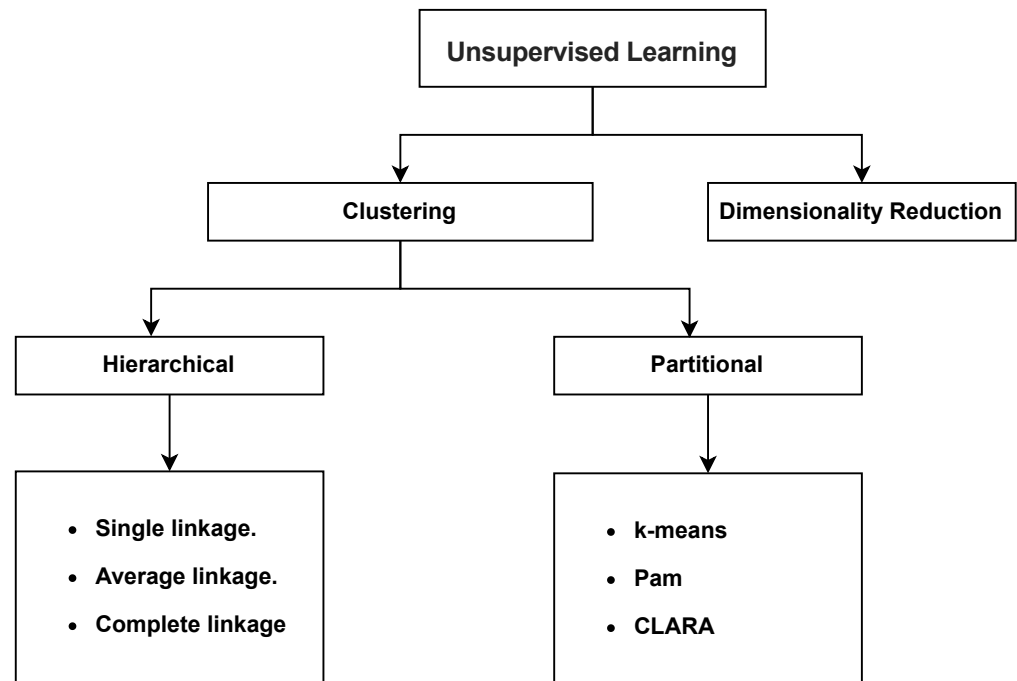 Unsupervised Learning
Clustering
Dimensionality Reduction
Hierarchical
Partitional
• Single linkage.
• Average linkage.
• Complete linkage
• k-means
• Pam
• CLARA